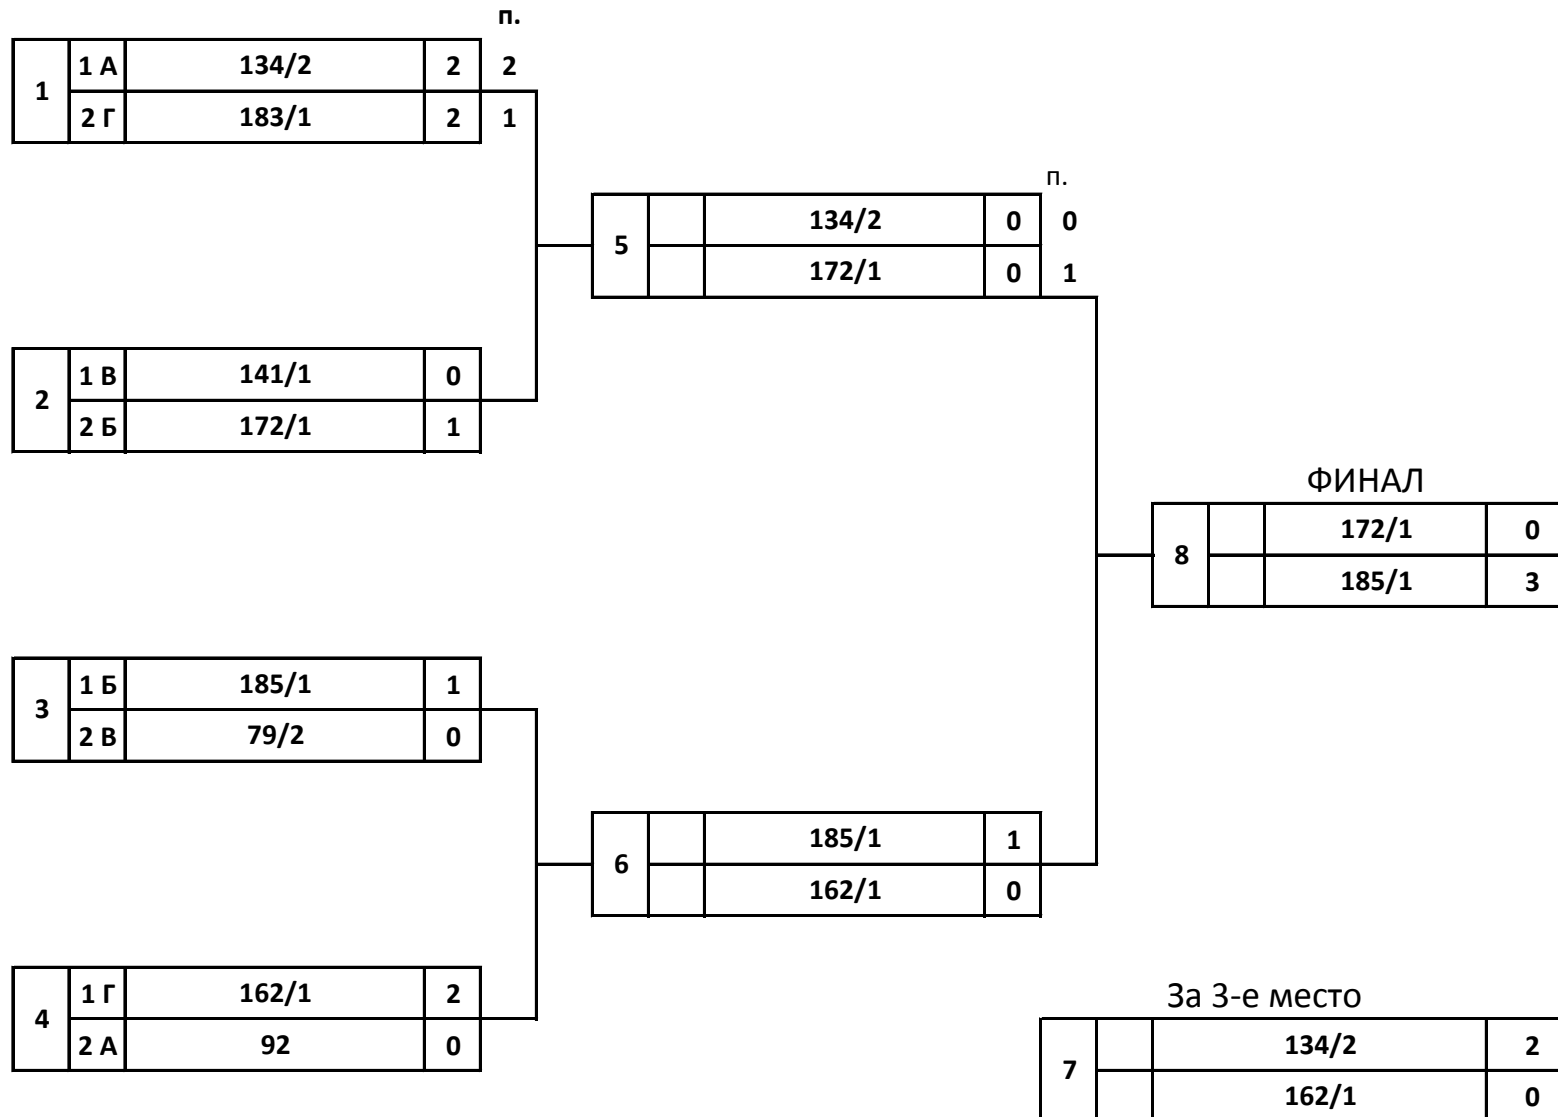 п.
1 1 А 134/2 2 2
2 Г 183/1 2 1
п.
5 134/2 0 0
172/1 0 1
2 1 В 141/1 0
2 Б 172/1 1
ФИНАЛ
8 172/1 0
185/1 3
3 1 Б 185/1 1
2 В 79/2 0
6 185/1 1
162/1 0
4 1 Г 162/1 2
2 А 92 0
За 3-е место
7 134/2 2
162/1 0